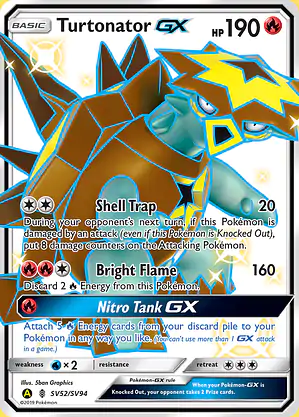 BASIC Turtonator GX HP190
Shell Trap 20
During your opponent's next turn, if this Pokémon is
damaged by an attack (even if this Pokémon is Knocked Out),
put 8 damage counters on the Attacking Pokémon.
Bright Flame 160
Discard 2 Energy from this Pokémon.
Nitro Tank GX
Attach 5 Energy cards from your discard pile to your
Pokémon in any way you like. (You can't use more than 1 GX attack
in a game.)
weakness ×2 resistance retreat
Illus. 5ban Graphics Pokémon-GX rule When your Pokémon-GX is
A SV52/SV94 Knocked Out, your opponent takes 2 Prize cards.
©2019 Pokémon